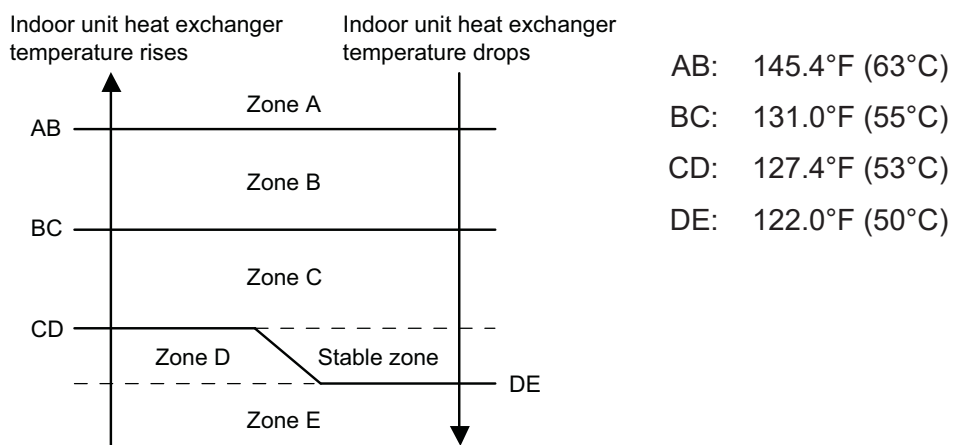 Indoor unit heat exchanger
temperature rises
Indoor unit heat exchanger
temperature drops
Zone A
AB
Zone B
BC
Zone C
CD
Zone D
Stable zone
DE
Zone E
AB: 145.4°F (63°C)
BC: 131.0°F (55°C)
CD: 127.4°F (53°C)
DE: 122.0°F (50°C)